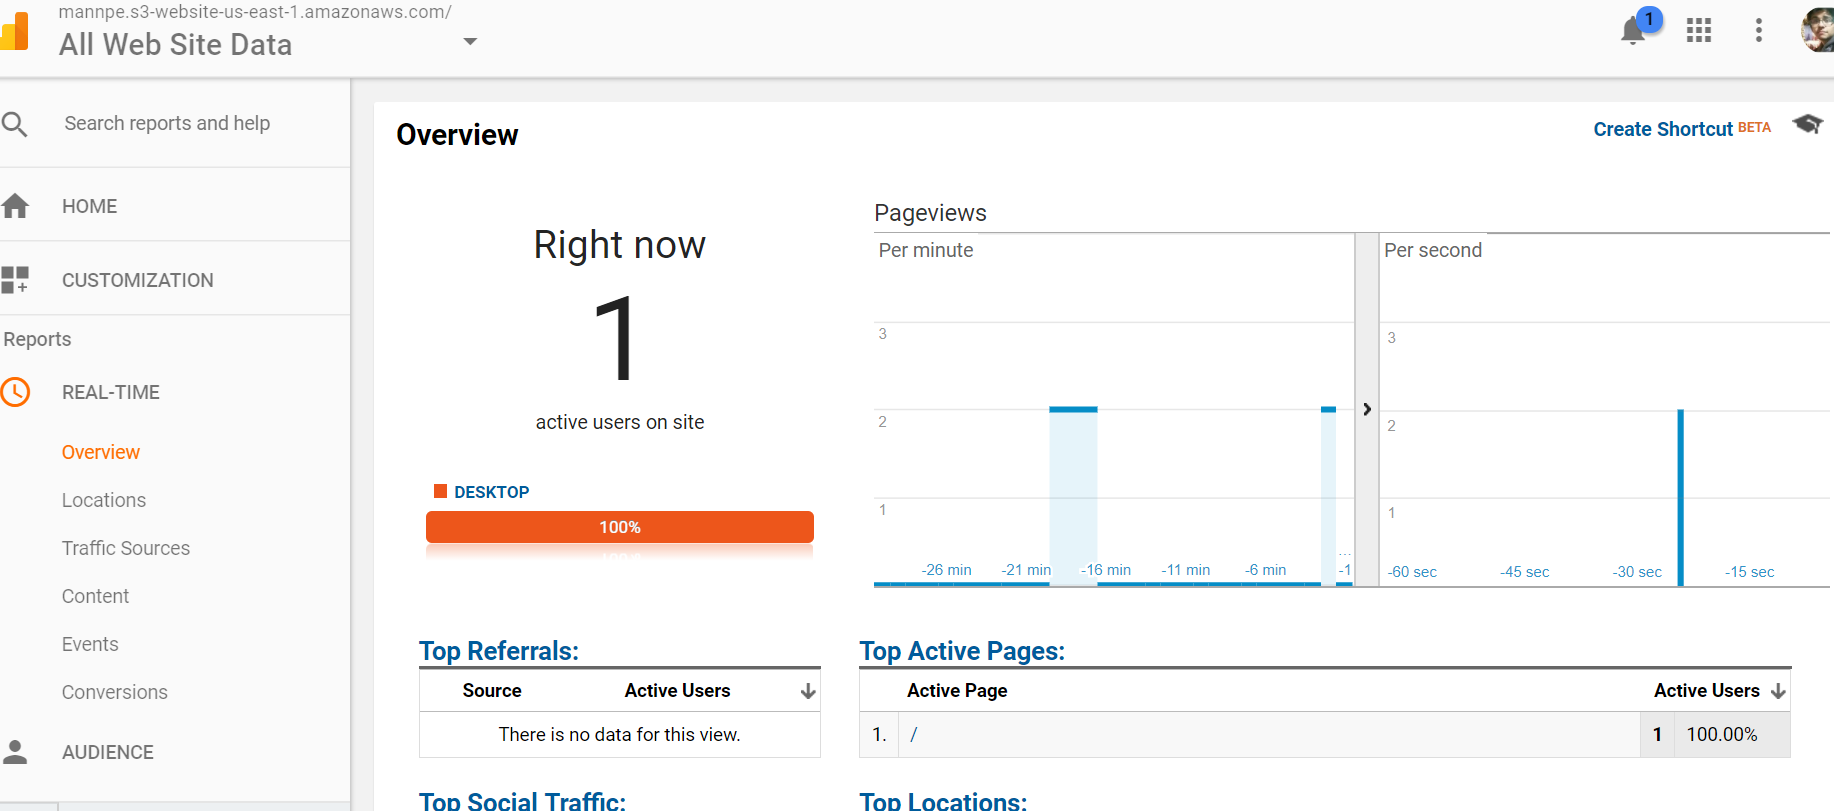 mannpe.s3-website-us-east-1.amazonaws.com/
All Web Site Data
1
Search reports and help
HOME
CUSTOMIZATION
Reports
REAL-TIME
Overview
Locations
Traffic Sources
Content
Events
Conversions
AUDIENCE
Overview
Create Shortcut BETA
Right now
1
active users on site
DESKTOP
100%
Pageviews
Per minute
3
2
1
-26 min -21 min -16 min -11 min -6 min -1
...
Per second
3
2
1
-60 sec -45 sec -30 sec -15 sec
Top Referrals:
Source Active Users
There is no data for this view.
Top Active Pages:
Active Page Active Users
1. / 1 100.00%
Top Social Traffic:
Top Locations: